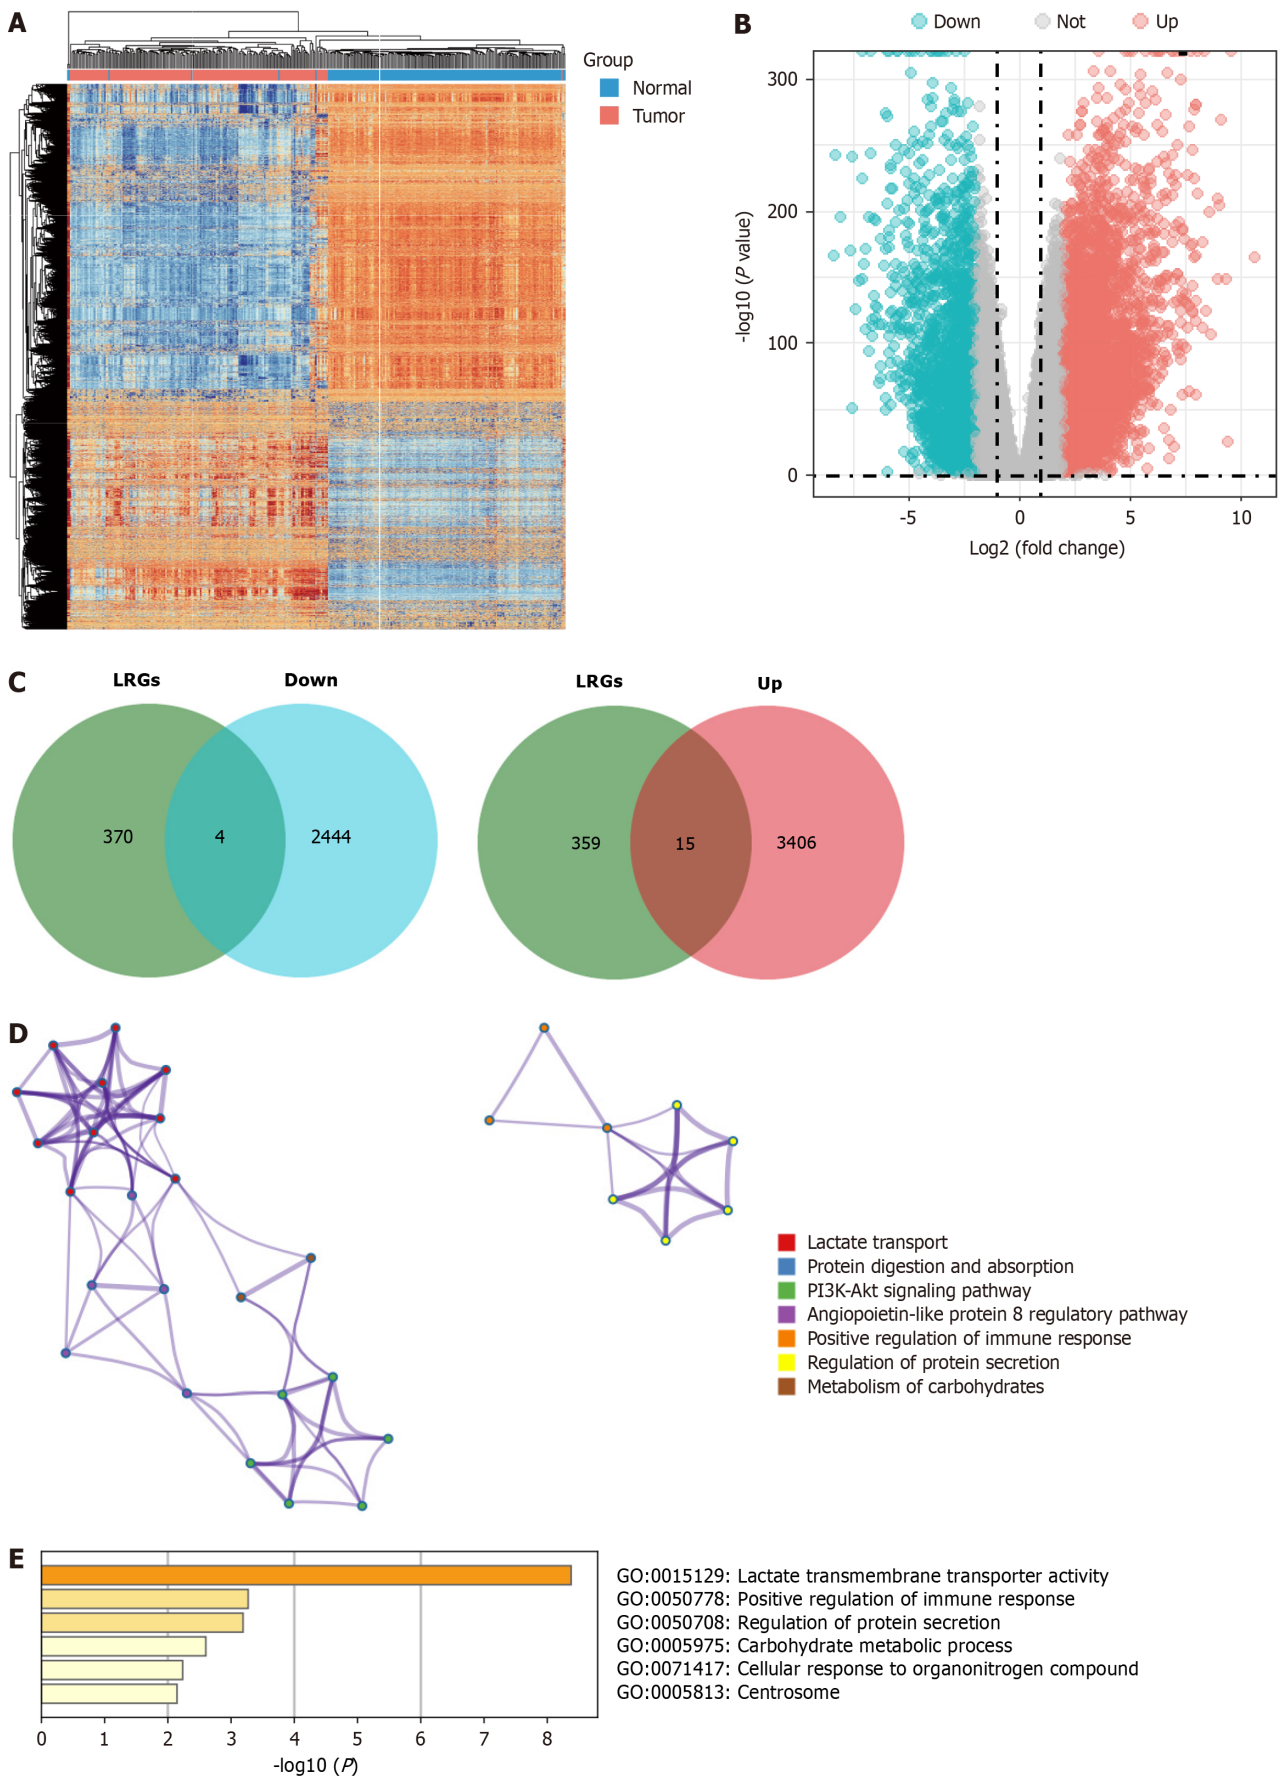 A
Group
Normal
Tumor
B
Down
Not
Up
-log10 (P value)
300
200
100
0
-5
0
5
10
Log2 (fold change)
C
LRGs
Down
370
4
2444
LRGs
Up
359
15
3406
D
Lactate transport
Protein digestion and absorption
PI3K-Akt signaling pathway
Angiopoietin-like protein 8 regulatory pathway
Positive regulation of immune response
Regulation of protein secretion
Metabolism of carbohydrates
E
GO:0015129: Lactate transmembrane transporter activity
GO:0050778: Positive regulation of immune response
GO:0050708: Regulation of protein secretion
GO:0005975: Carbohydrate metabolic process
GO:0071417: Cellular response to organonitrogen compound
GO:0005813: Centrosome
0 1 2 3 4 5 6 7 8
-log10 (P)